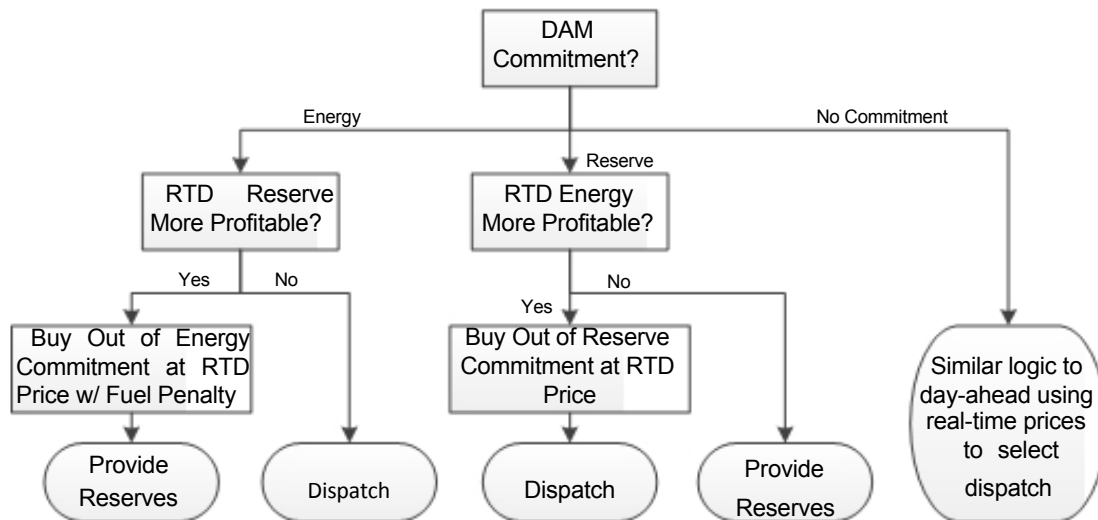 DAM
Commitment?
Energy
No Commitment
Reserve
RTD Reserve
More Profitable?
RTD Energy
More Profitable?
Yes
No
Yes
No
Buy Out of Energy
Commitment at RTD
Price w/ Fuel Penalty
Buy Out of Reserve
Commitment at RTD
Price
Similar logic to
day-ahead using
real-time prices
to select
dispatch
Provide
Reserves
Dispatch
Dispatch
Provide
Reserves